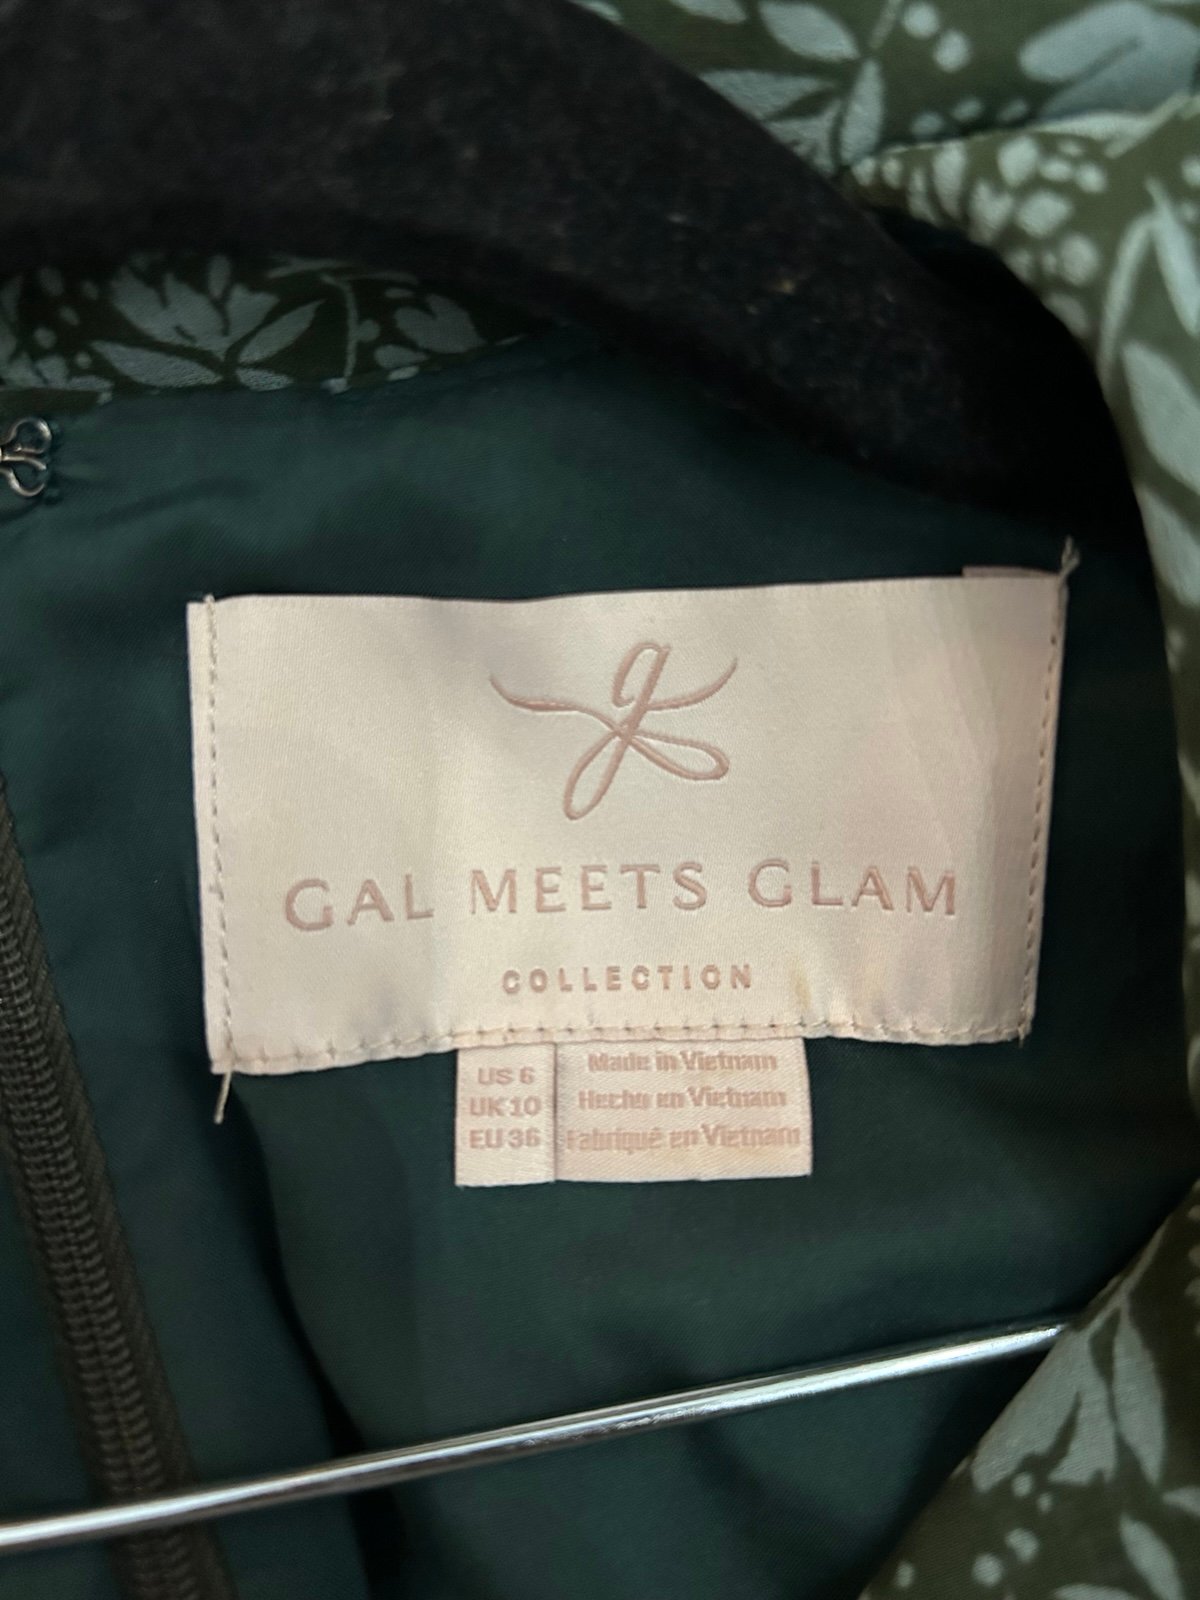 g
GAL MEETS GLAM
COLLECTION
US 6
UK 10
EU 36
Made in Vietnam
Hecho en Vietnam
Fabriqué en Vietnam